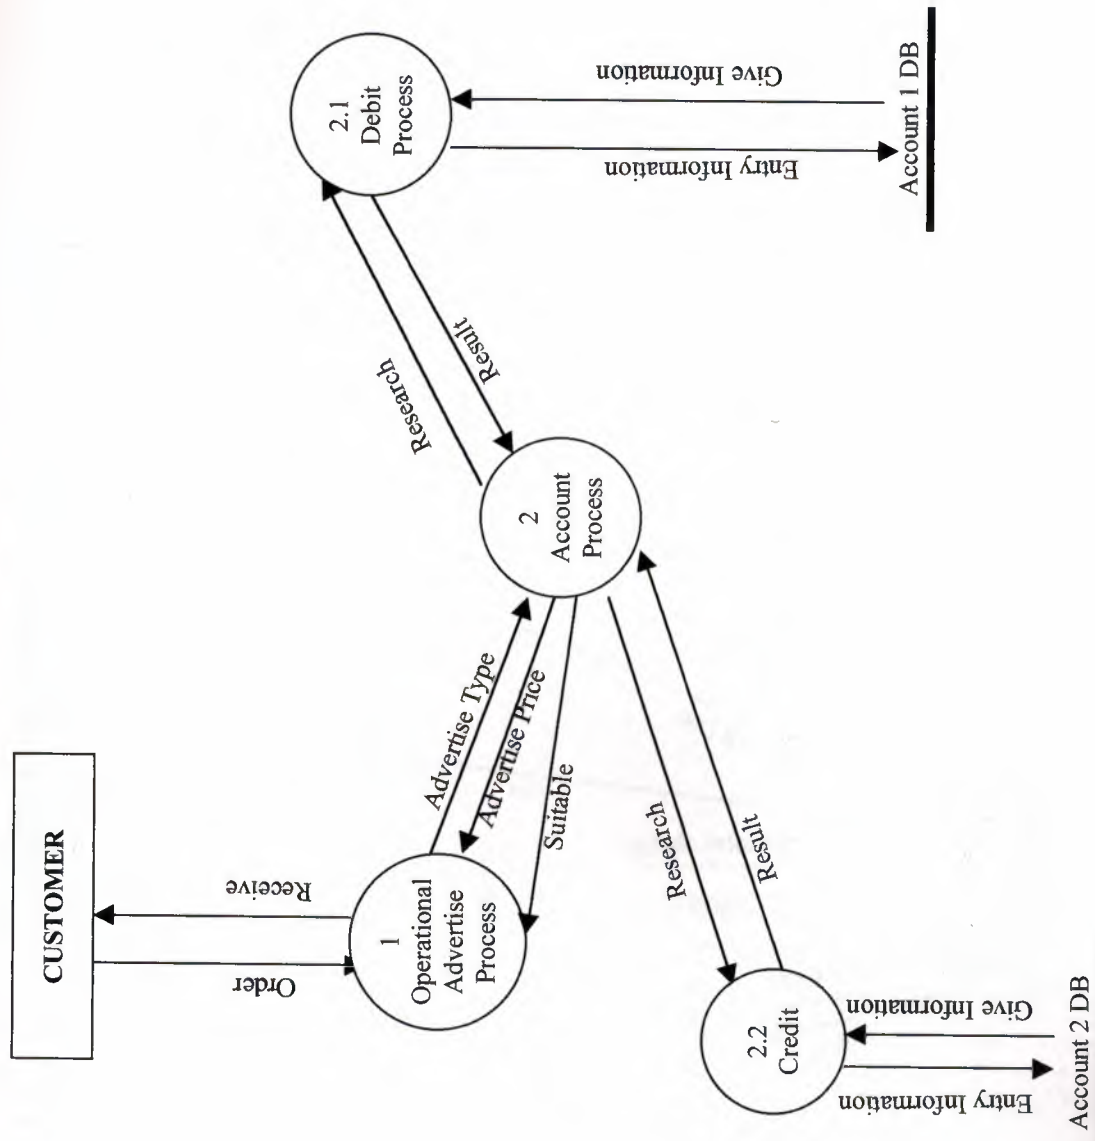 CUSTOMER
Order
Receive
1
Operational
Advertise
Process
Advertise Type
Advertise Price
Suitable
2
Account
Process
Research
Result
2.1
Debit
Process
Give Information
Entry Information
Account 1 DB
Research
Result
2.2
Credit
Give Information
Entry Information
Account 2 DB